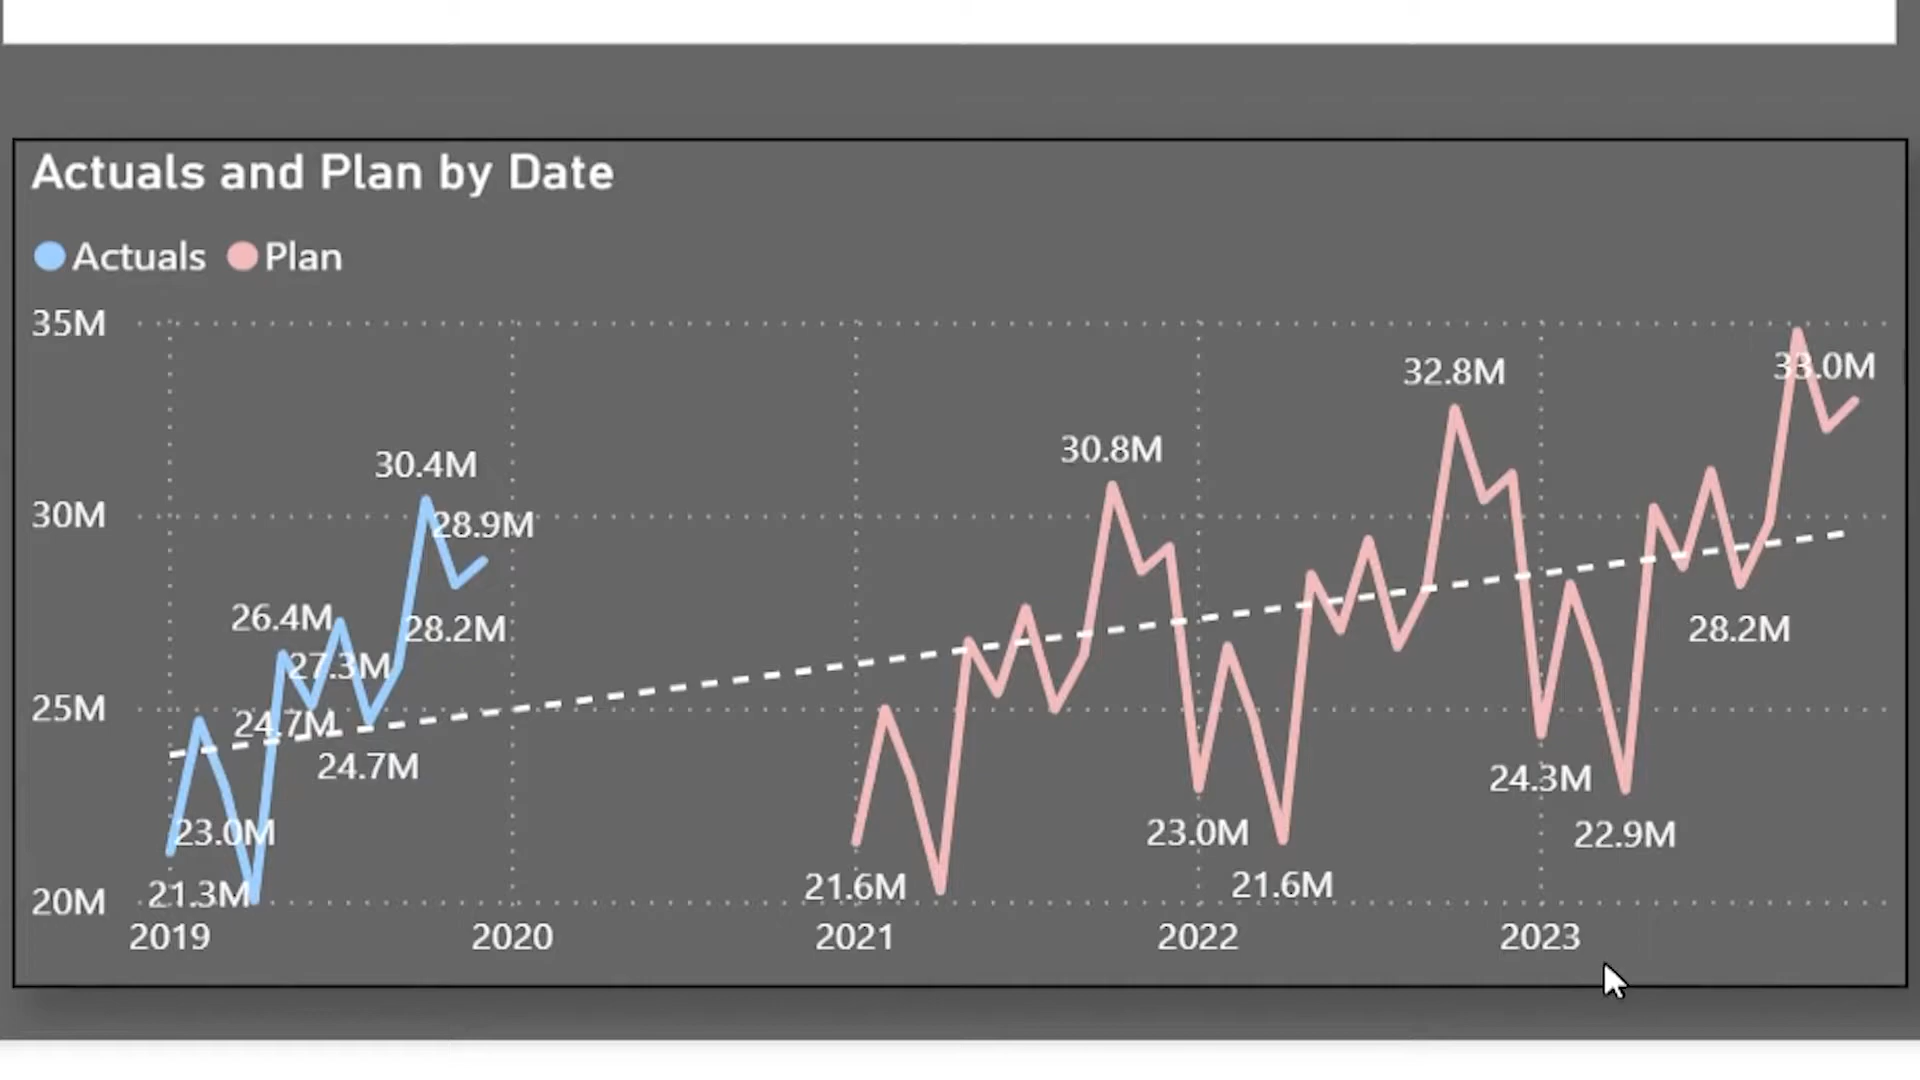 Actuals and Plan by Date
Actuals Plan
35M
33.0M
32.8M
30.8M
30.4M
30M
28.9M
26.4M
28.2M
28.2M
27.3M
25M
24.7M
24.7M
24.3M
23.0M
23.0M
22.9M
21.3M
21.6M
21.6M
20M
2019 2020 2021 2022 2023